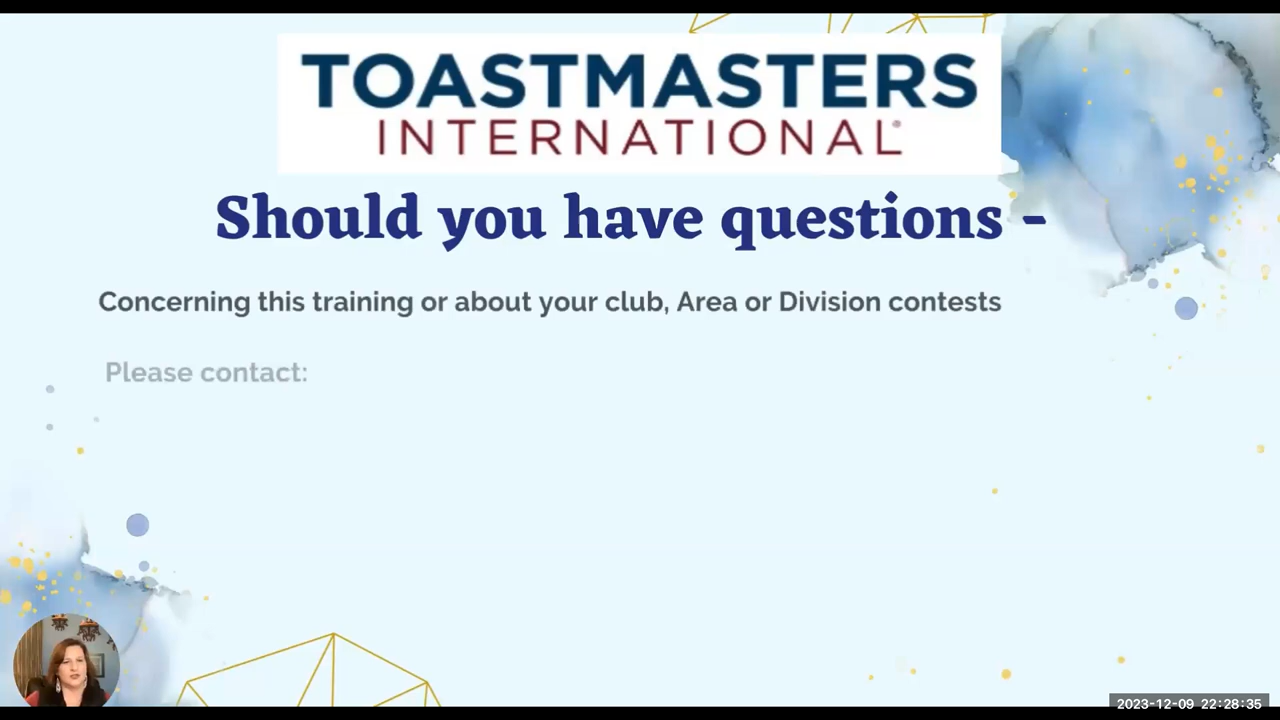 TOASTMASTERS
INTERNATIONAL
Should you have questions -
Concerning this training or about your club, Area or Division contests
Please contact:
2023-12-09 22:28:35